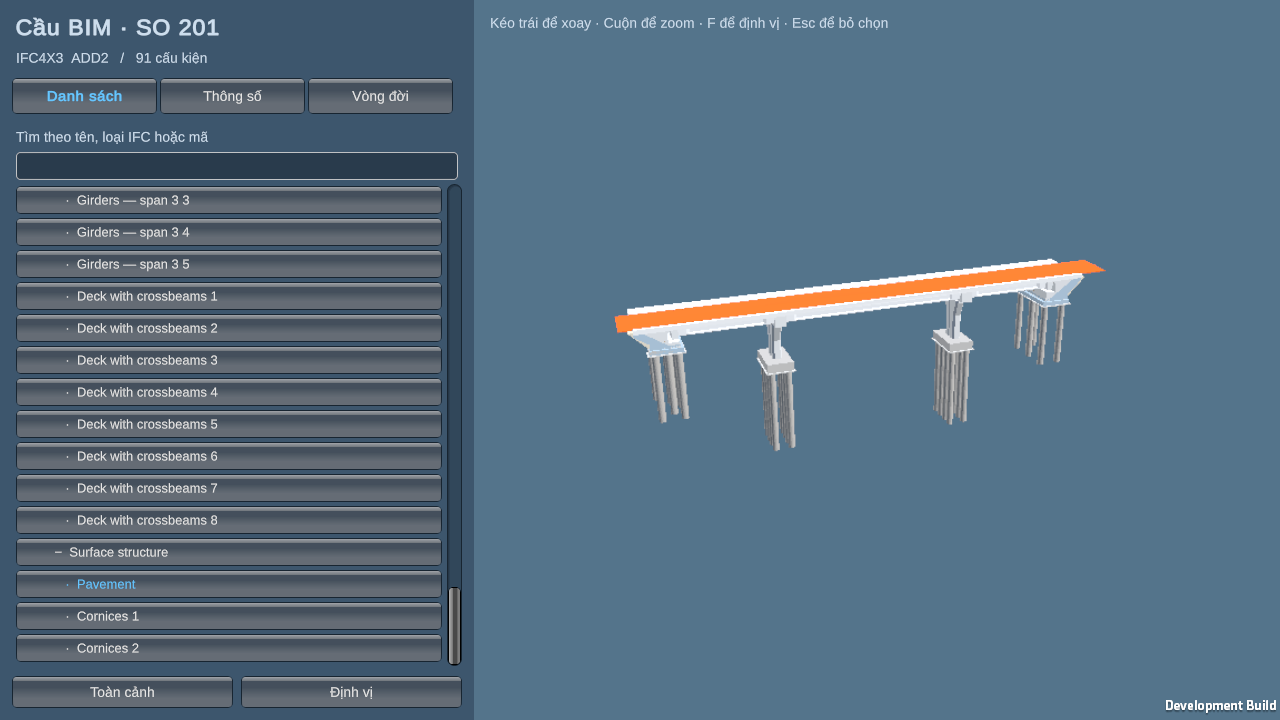 Cầu BIM · SO 201
IFC4X3 ADD2 / 91 cấu kiện
Danh sách Thông số Vòng đời
Tìm theo tên, loại IFC hoặc mã
· Girders — span 3 3
· Girders — span 3 4
· Girders — span 3 5
· Deck with crossbeams 1
· Deck with crossbeams 2
· Deck with crossbeams 3
· Deck with crossbeams 4
· Deck with crossbeams 5
· Deck with crossbeams 6
· Deck with crossbeams 7
· Deck with crossbeams 8
− Surface structure
· Pavement
· Cornices 1
· Cornices 2
Toàn cảnh Định vị
Kéo trái để xoay · Cuộn để zoom · F để định vị · Esc để bỏ chọn
Development Build